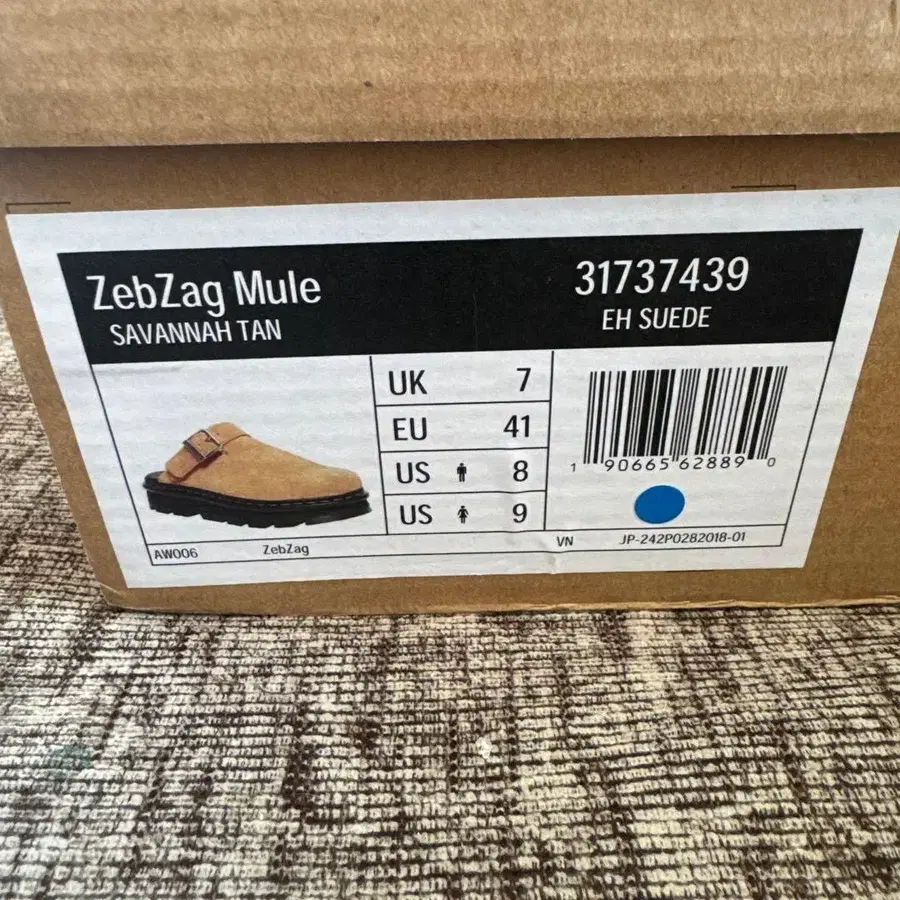 ZebZag Mule
SAVANNAH TAN
31737439
EH SUEDE
UK 7
EU 41
US 8
US 9
1 90665 62889 0
AW006 ZebZag VN JP-242P0282018-01